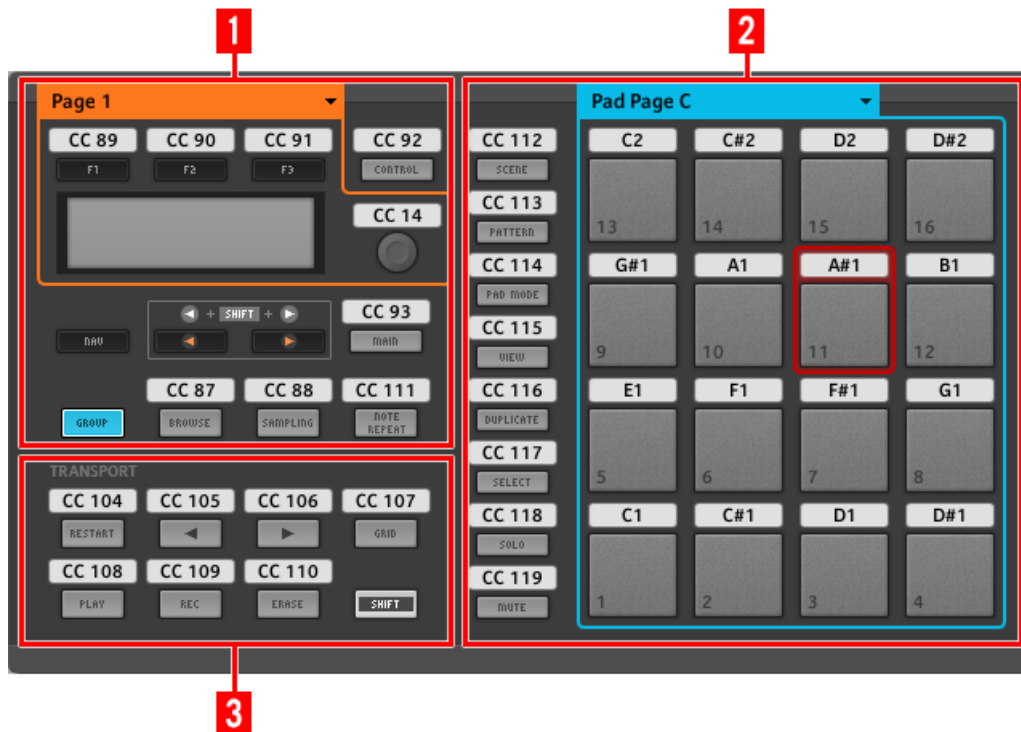 1
2
Page 1
CC 89 CC 90 CC 91 CC 92
F1 F2 F3 CONTROL
CC 14
SHIFT
+ +
CC 93
NAV MAIN
CC 87 CC 88 CC 111
GROUP BROWSE SAMPLING NOTE REPEAT
TRANSPORT
CC 104 CC 105 CC 106 CC 107
RESTART GRID
CC 108 CC 109 CC 110
PLAY REC ERASE SHIFT
CC 112
SCENE
CC 113
PATTERN
CC 114
PAD MODE
CC 115
VIEW
CC 116
DUPLICATE
CC 117
SELECT
CC 118
SOLO
CC 119
MUTE
Pad Page C
C2 C#2 D2 D#2
13 14 15 16
G#1 A1 A#1 B1
9 10 11 12
E1 F1 F#1 G1
5 6 7 8
C1 C#1 D1 D#1
1 2 3 4
3